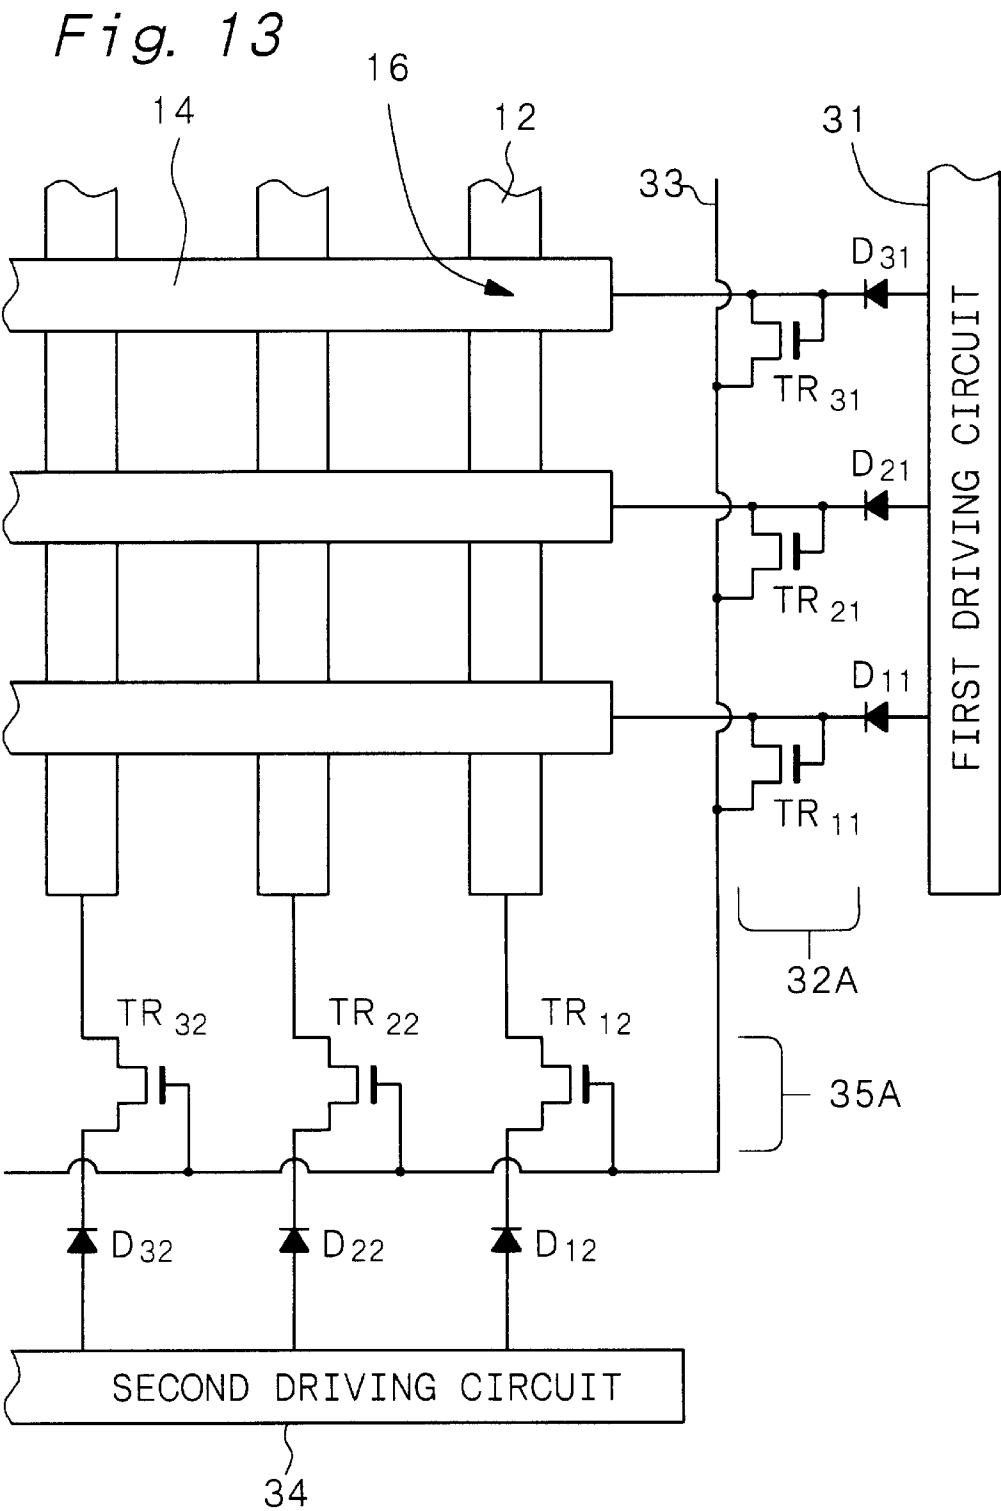 Fig. 13
16
14
12
31
33
D31
TR31
D21
TR21
D11
TR11
FIRST DRIVING CIRCUIT
32A
TR32
TR22
TR12
35A
D32
D22
D12
SECOND DRIVING CIRCUIT
34